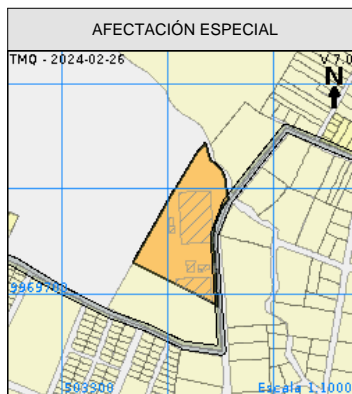 AFECTACIÓN ESPECIAL
TMQ - 2024-02-26
V 7.0
N
9969700
503300
Escala 1:1000